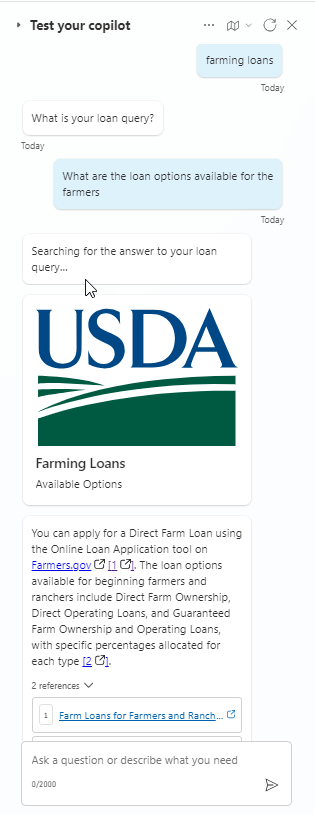 Test your copilot
farming loans
Today
What is your loan query?
Today
What are the loan options available for the
farmers
Today
Searching for the answer to your loan
query...
USDA
Farming Loans
Available Options
You can apply for a Direct Farm Loan using
the Online Loan Application tool on
Farmers.gov [1]. The loan options
available for beginning farmers and
ranchers include Direct Farm Ownership,
Direct Operating Loans, and Guaranteed
Farm Ownership and Operating Loans,
with specific percentages allocated for
each type [2].
2 references
1 Farm Loans for Farmers and Ranch...
Ask a question or describe what you need
0/2000